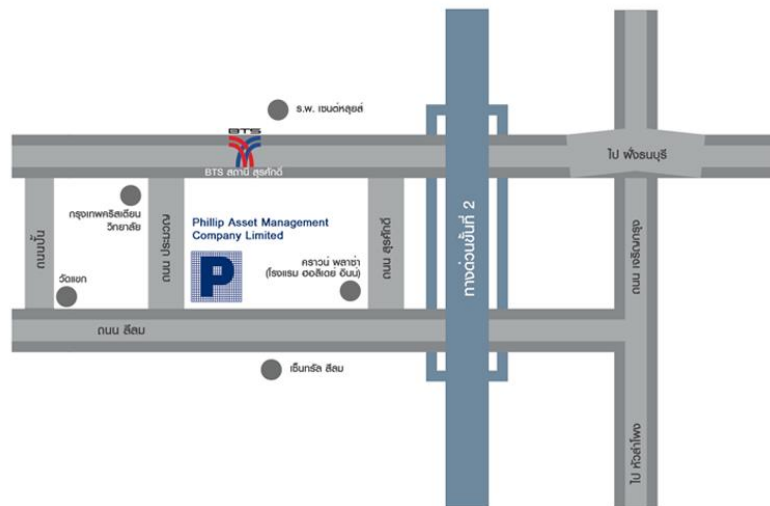 ร.พ. เซนต์หลุยส์
BTS
BTS สถานี สุรศักดิ์
ไป ฝั่งธนบุรี
กรุงเทพคริสเตียน
วิทยาลัย
ถนนปั้น
วัดแขก
ถนน ประมวญ
Phillip Asset Management
Company Limited
P
คราวน์ พลาซ่า
(โรงแรม ฮอลิเดย์ อินน์)
ถนน สุรศักดิ์
ทางด่วนขั้นที่ 2
ถนน เจริญกรุง
ถนน สีลม
เซ็นทรัล สีลม
ไป หัวลำโพง